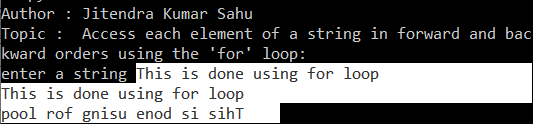 Author : Jitendra Kumar Sahu
Topic :  Access each element of a string in forward and bac
kward orders using the 'for' loop:
enter a string This is done using for loop
This is done using for loop
pool rof gnisu enod si sihT